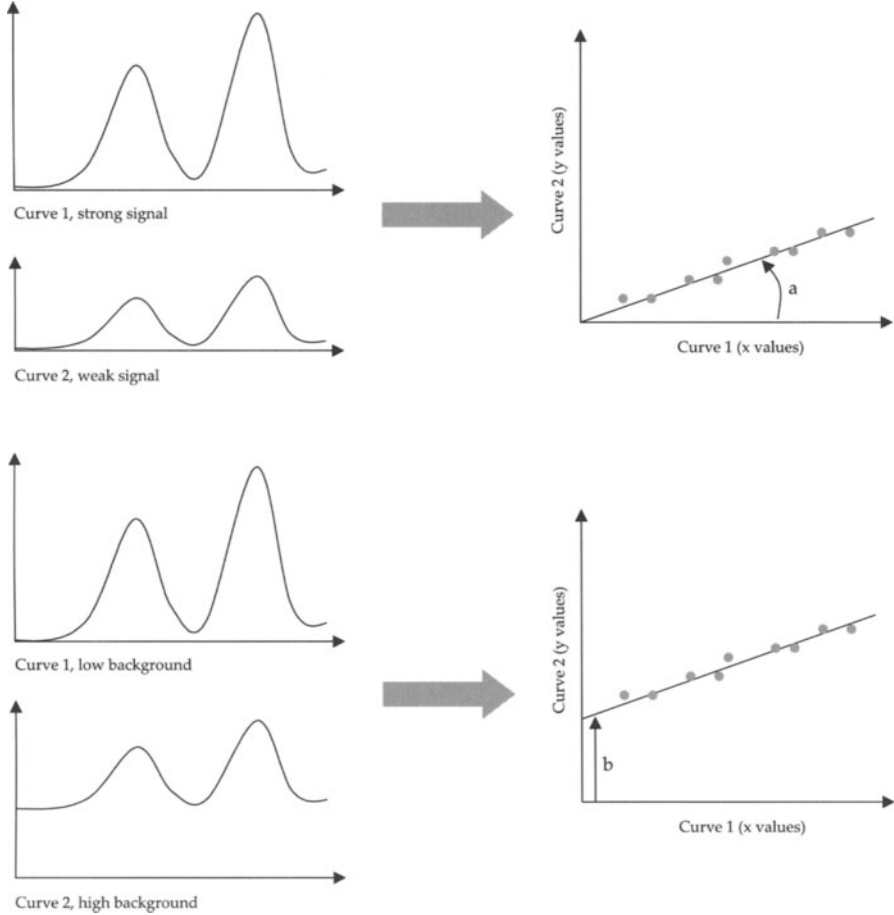 Curve 1, strong signal
Curve 2, weak signal
Curve 2 (y values)
a
Curve 1 (x values)
Curve 1, low background
Curve 2, high background
Curve 2 (y values)
b
Curve 1 (x values)